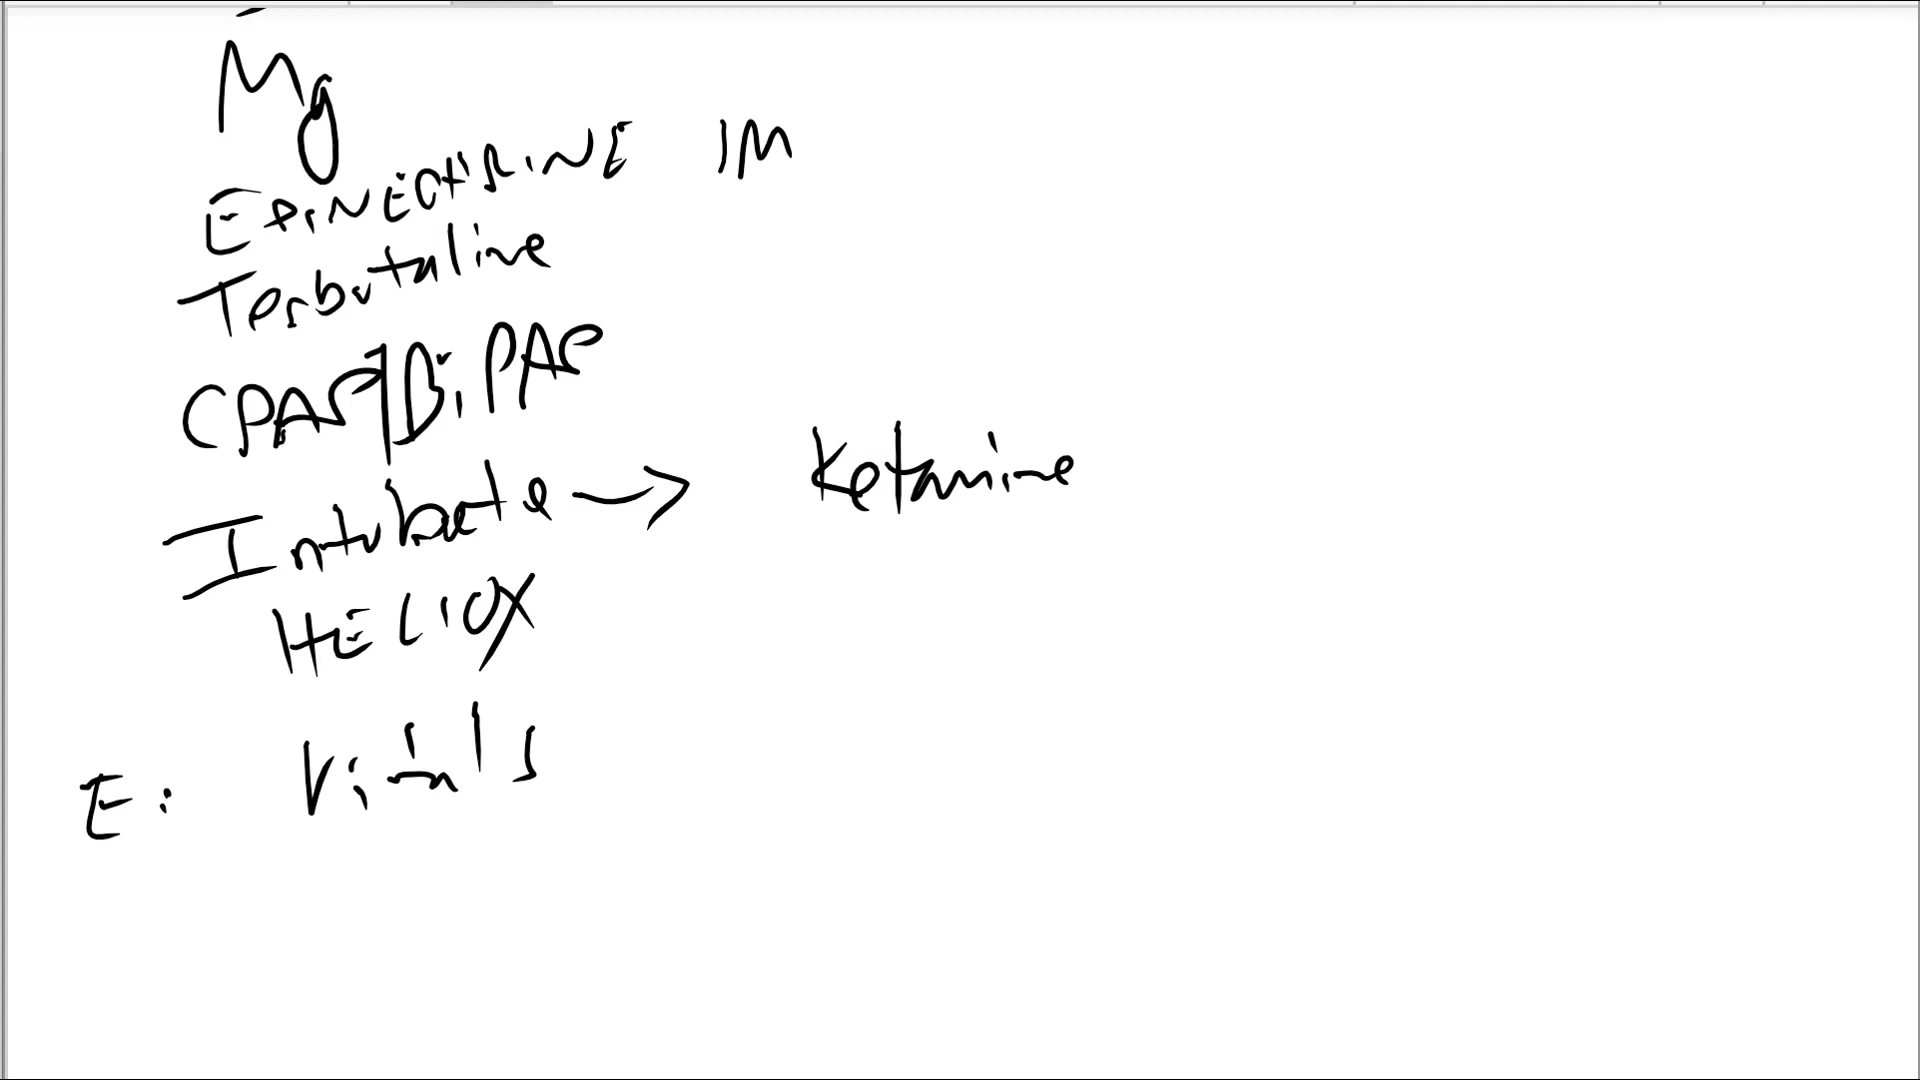 Mg
EPINEPHRINE IM
Terbutaline
CPAP/BiPAP
Intubate → Ketamine
HELIOX
E: Vitals